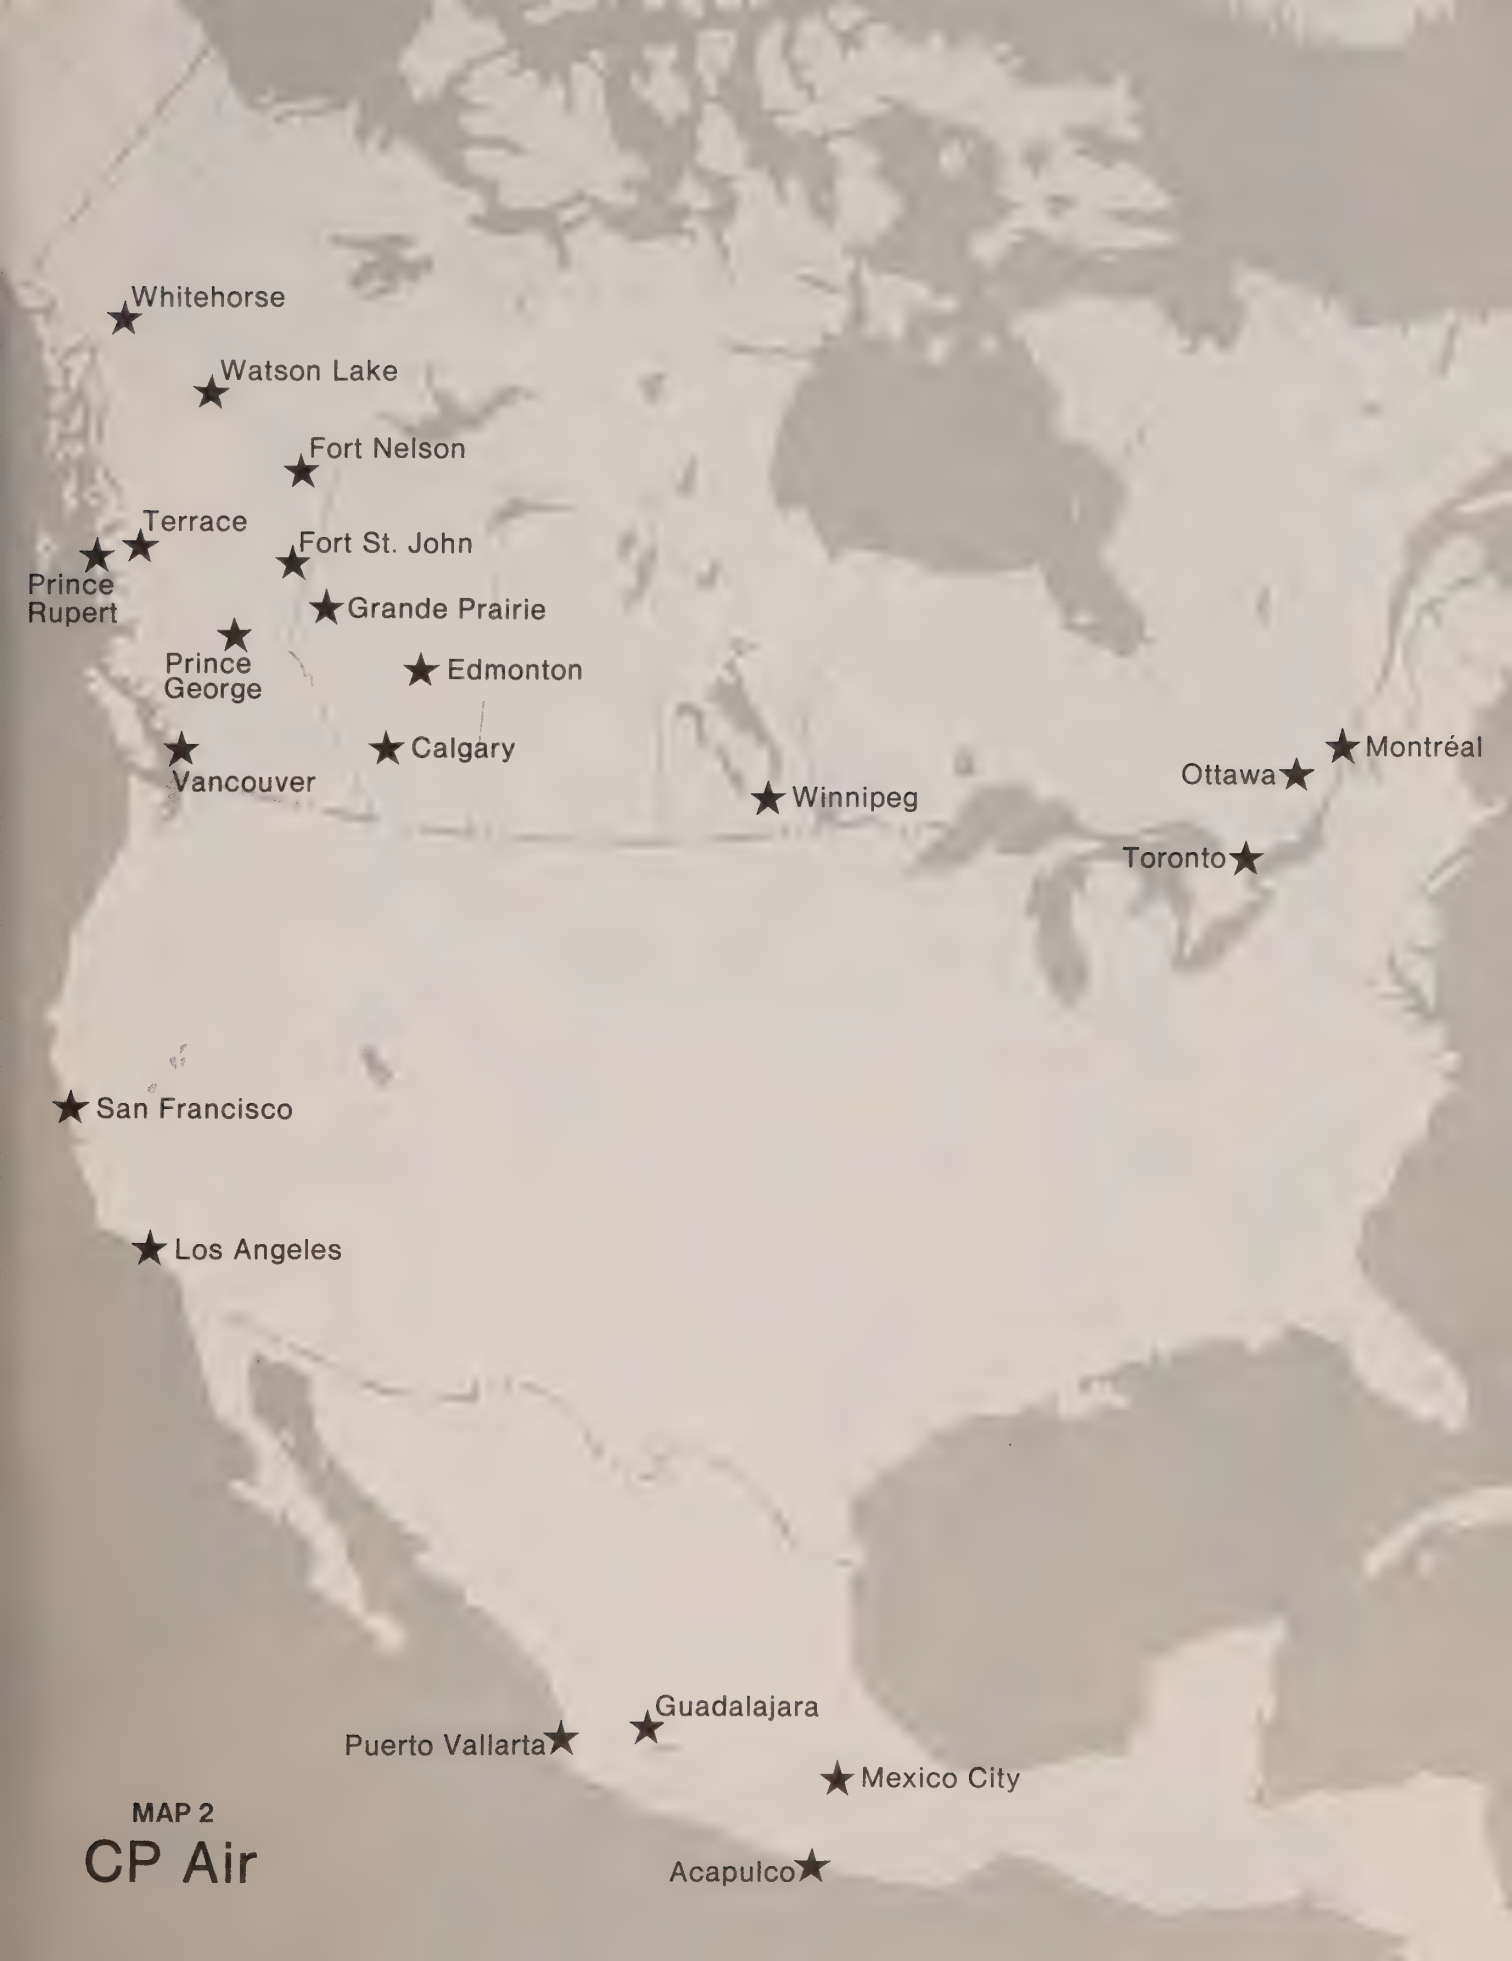 Whitehorse
Watson Lake
Fort Nelson
Terrace
Fort St. John
Prince
Rupert
Grande Prairie
Prince
George
Edmonton
Calgary
Vancouver
Winnipeg
Montréal
Ottawa
Toronto
San Francisco
Los Angeles
Guadalajara
Puerto Vallarta
Mexico City
Acapulco
MAP 2
CP Air